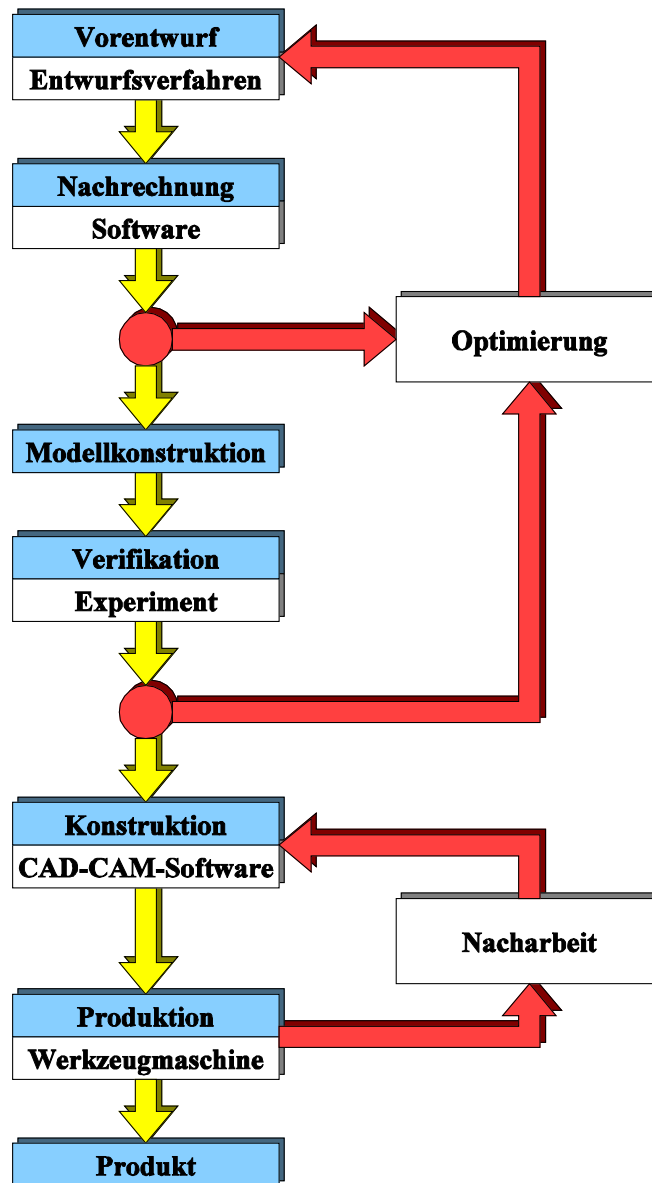 Vorentwurf
Entwurfsverfahren
Nachrechnung
Software
Optimierung
Modellkonstruktion
Verifikation
Experiment
Konstruktion
CAD-CAM-Software
Nacharbeit
Produktion
Werkzeugmaschine
Produkt